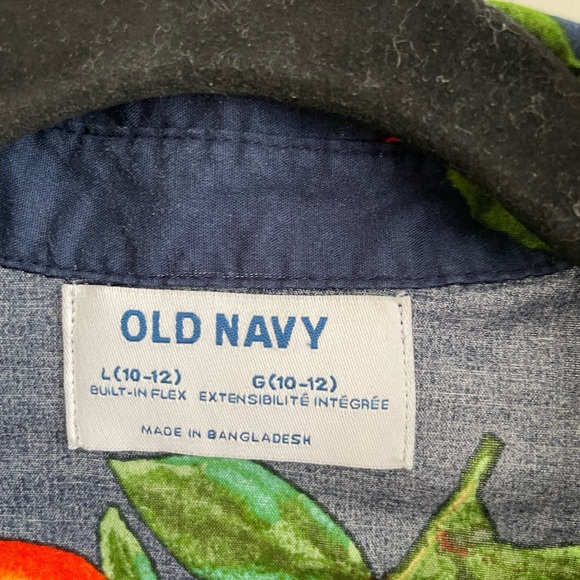 OLD NAVY
L(10-12) G(10-12)
BUILT-IN FLEX EXTENSIBILITÉ INTÉGRÉE
MADE IN BANGLADESH